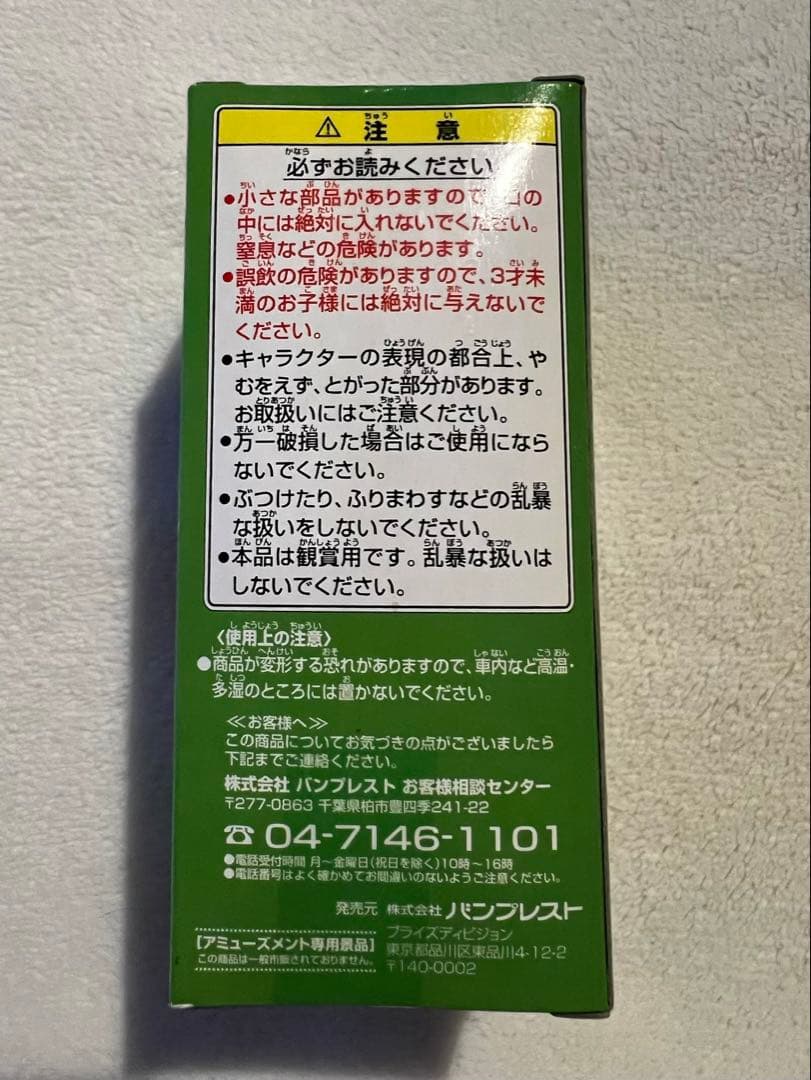 ⚠ 注意
必ずお読みください
●小さな部品がありますので、口の
中には絶対に入れないでください。
窒息などの危険があります。
●誤飲の危険がありますので、3才未
満のお子様には絶対に与えないで
ください。
●キャラクターの表現の都合上、や
むをえず、とがった部分があります。
お取扱いにはご注意ください。
●万一破損した場合はご使用になら
ないでください。
●ぶつけたり、ふりまわすなどの乱暴
な扱いをしないでください。
●本品は観賞用です。乱暴な扱いは
しないでください。
〈使用上の注意〉
●商品が変形する恐れがありますので、車内など高温・
多湿のところには置かないでください。
≪お客様へ≫
この商品についてお気づきの点がございましたら
下記までご連絡ください。
株式会社 バンプレスト お客様相談センター
〒277-0863 千葉県柏市豊四季241-22
☎ 04-7146-1101
●電話受付時間 月～金曜日(祝日を除く)10時～16時
●電話番号はよく確かめてお間違いのないようご注意ください。
発売元 株式会社 バンプレスト
プライズディビジョン
東京都品川区東品川4-12-2
〒140-0002
[アミューズメント専用景品]
この商品は一般市販されておりません。